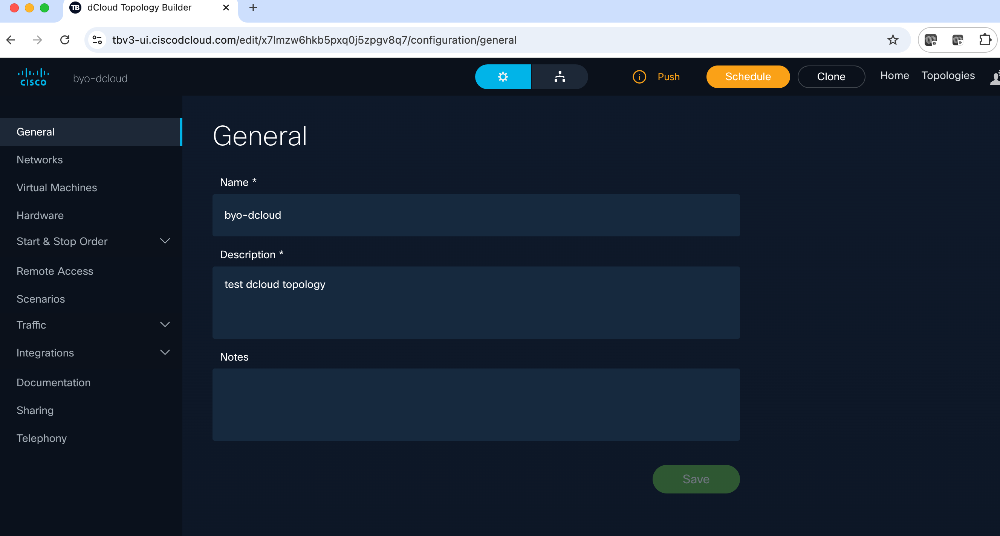 TB dCloud Topology Builder
tbv3-ui.ciscodcloud.com/edit/x7lmzw6hkb5pxq0j5zpgv8q7/configuration/general
CISCO
byo-dcloud
Push
Schedule
Clone
Home
Topologies
General
Networks
Virtual Machines
Hardware
Start & Stop Order
Remote Access
Scenarios
Traffic
Integrations
Documentation
Sharing
Telephony
General
Name *
byo-dcloud
Description *
test dcloud topology
Notes
Save